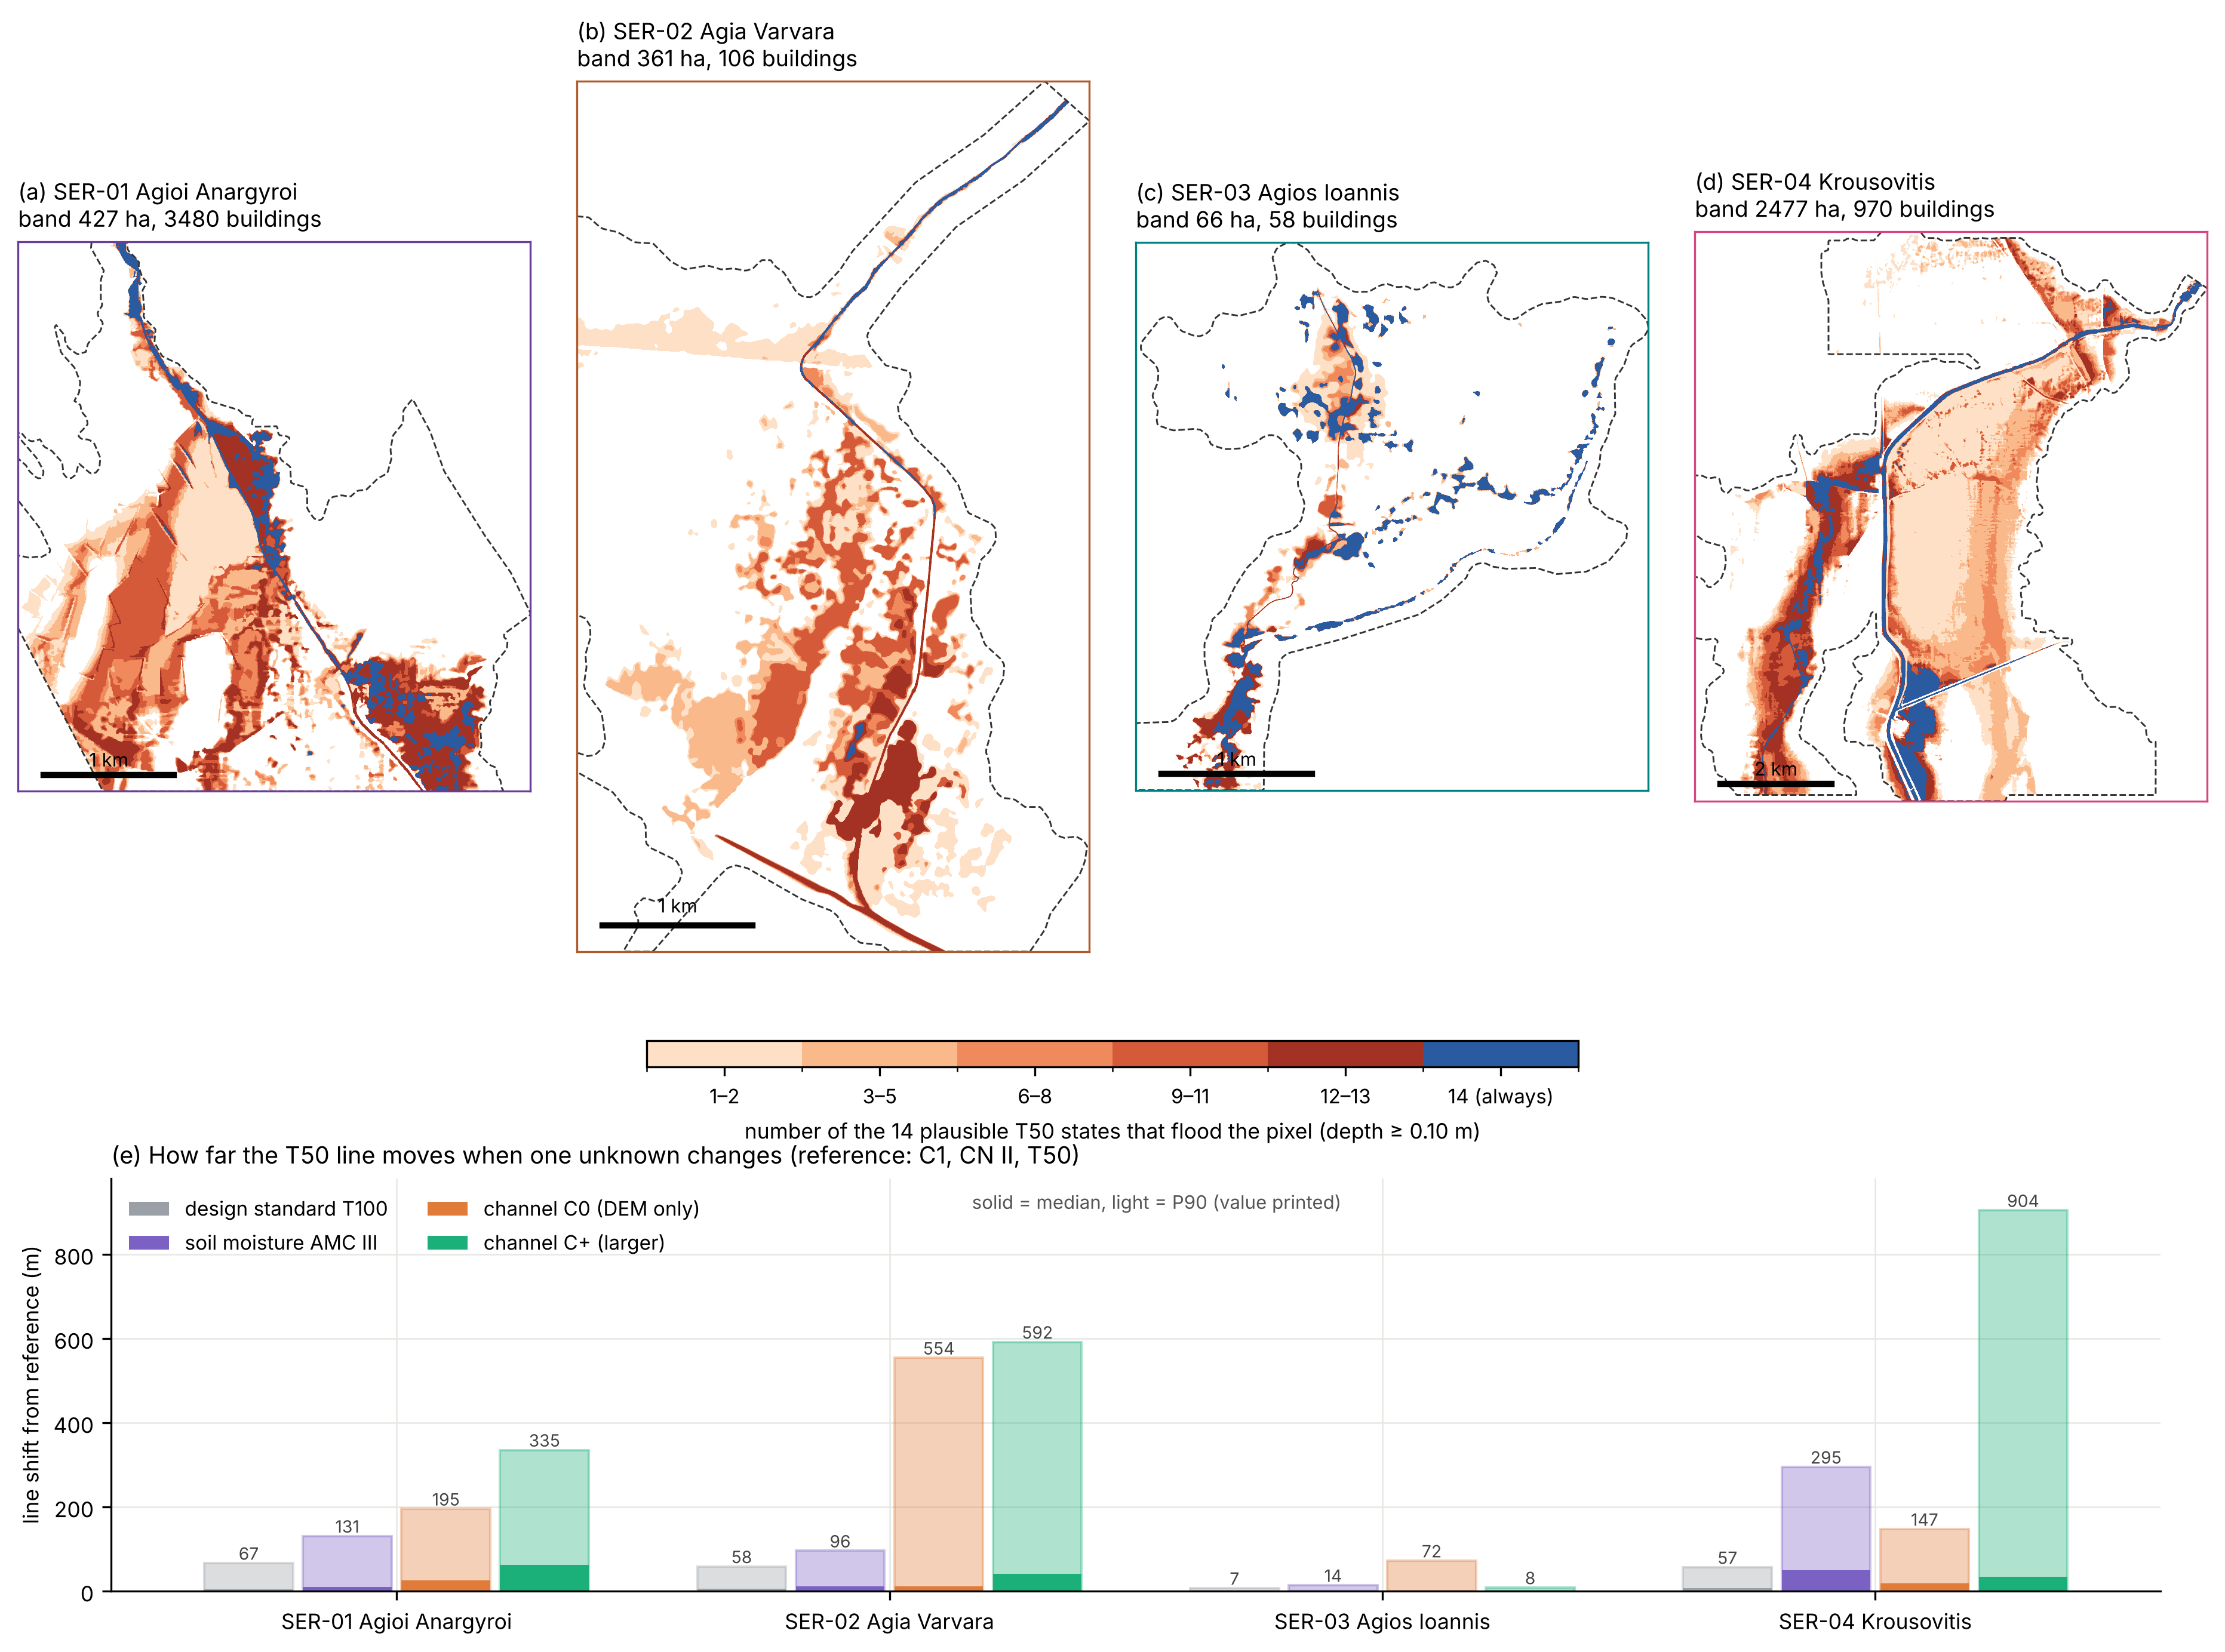 (a) SER-01 Agioi Anargyroi
band 427 ha, 3480 buildings
1 km
(b) SER-02 Agia Varvara
band 361 ha, 106 buildings
1 km
(c) SER-03 Agios Ioannis
band 66 ha, 58 buildings
1 km
(d) SER-04 Krousovitis
band 2477 ha, 970 buildings
2 km
1–2 3–5 6–8 9–11 12–13 14 (always)
number of the 14 plausible T50 states that flood the pixel (depth ≥ 0.10 m)
(e) How far the T50 line moves when one unknown changes (reference: C1, CN II, T50)
design standard T100
soil moisture AMC III
channel C0 (DEM only)
channel C+ (larger)
solid = median, light = P90 (value printed)
line shift from reference (m)
800
600
400
200
0
67 131 195 335
58 96 554 592
7 14 72 8
57 295 147 904
SER-01 Agioi Anargyroi SER-02 Agia Varvara SER-03 Agios Ioannis SER-04 Krousovitis